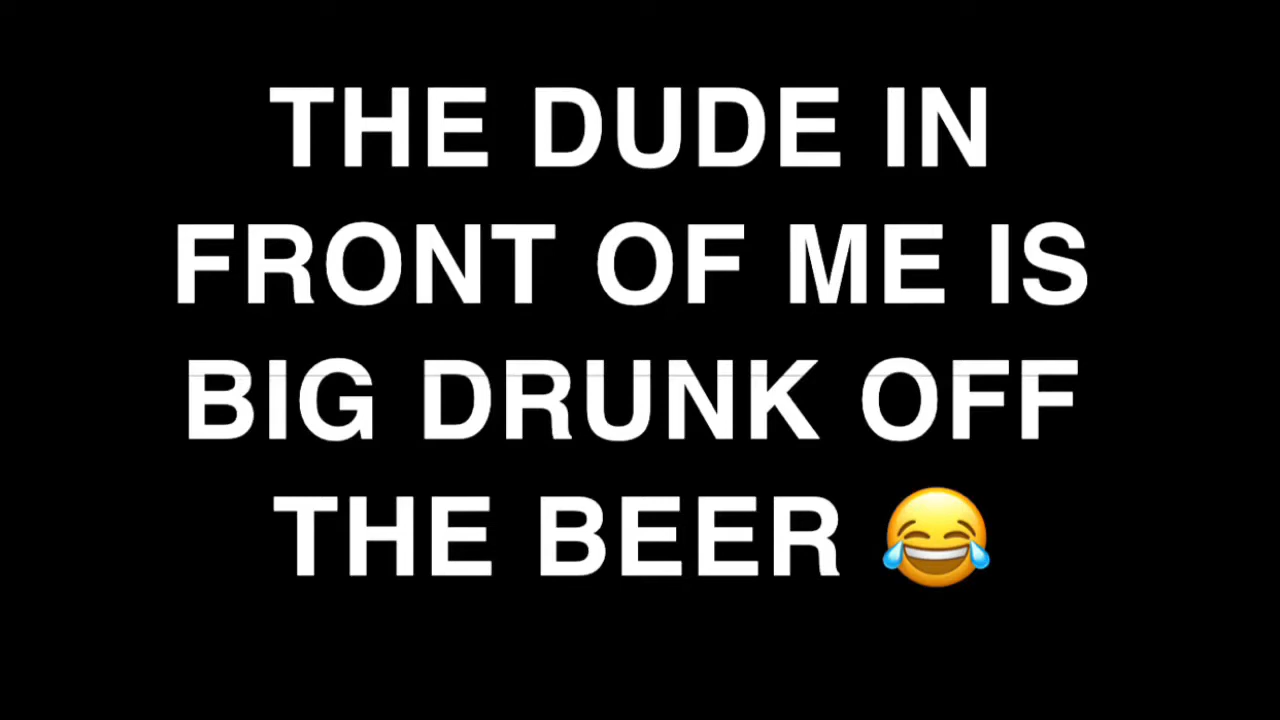 THE DUDE IN
FRONT OF ME IS
BIG DRUNK OFF
THE BEER 😂